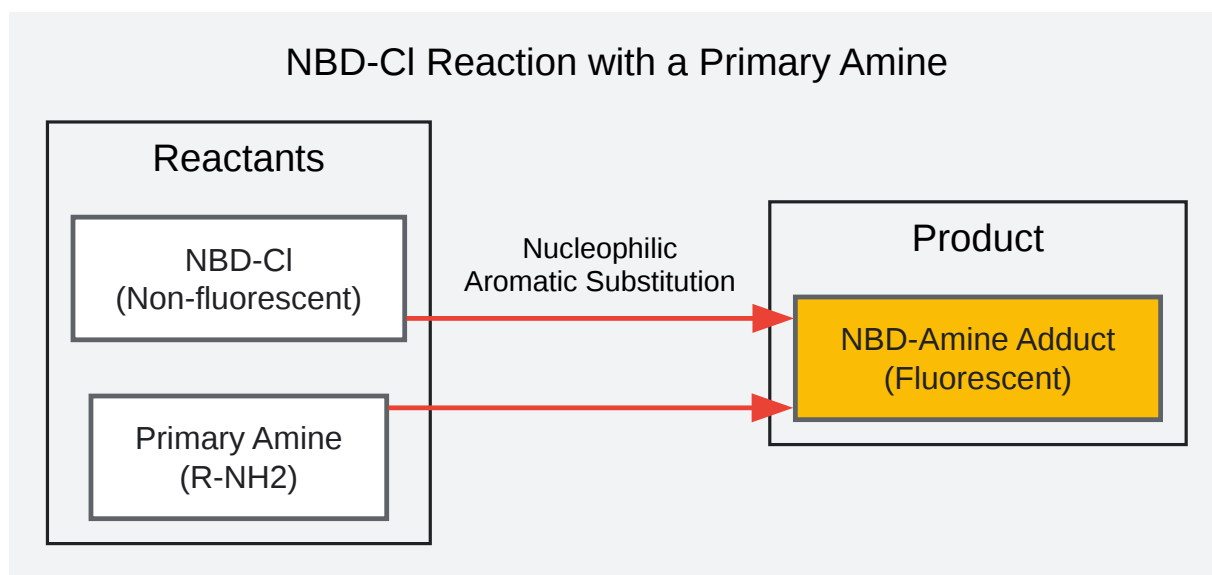 NBD-Cl Reaction with a Primary Amine
Reactants
NBD-Cl
(Non-fluorescent)
Primary Amine
(R-NH2)
Nucleophilic
Aromatic Substitution
Product
NBD-Amine Adduct
(Fluorescent)